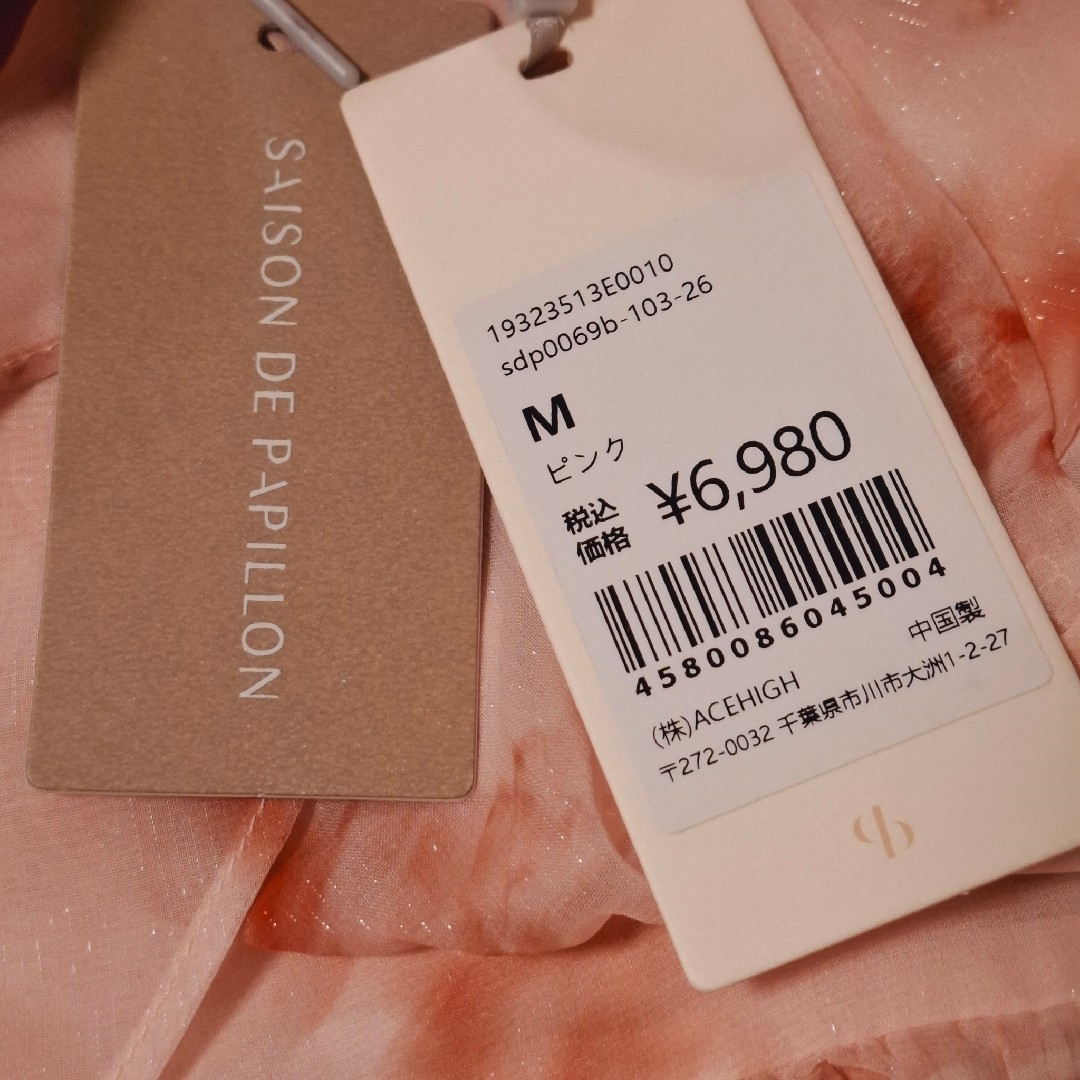 SAISON DE PAPILLON
19323513E0010
sdp0069b-103-26
M
ピンク
税込
価格
¥6,980
4580086045004
中国製
(株)ACEHIGH
〒272-0032 千葉県市川市大洲1-2-27